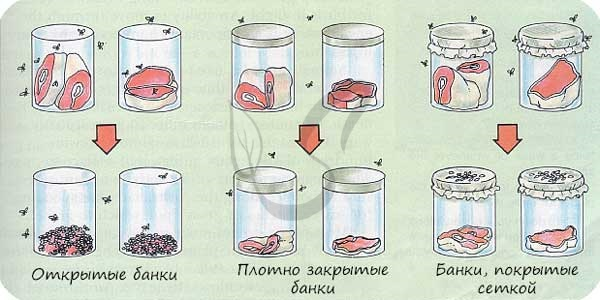 Открытые банки
Плотно закрытые
банки
Банки, покрытые
сеткой